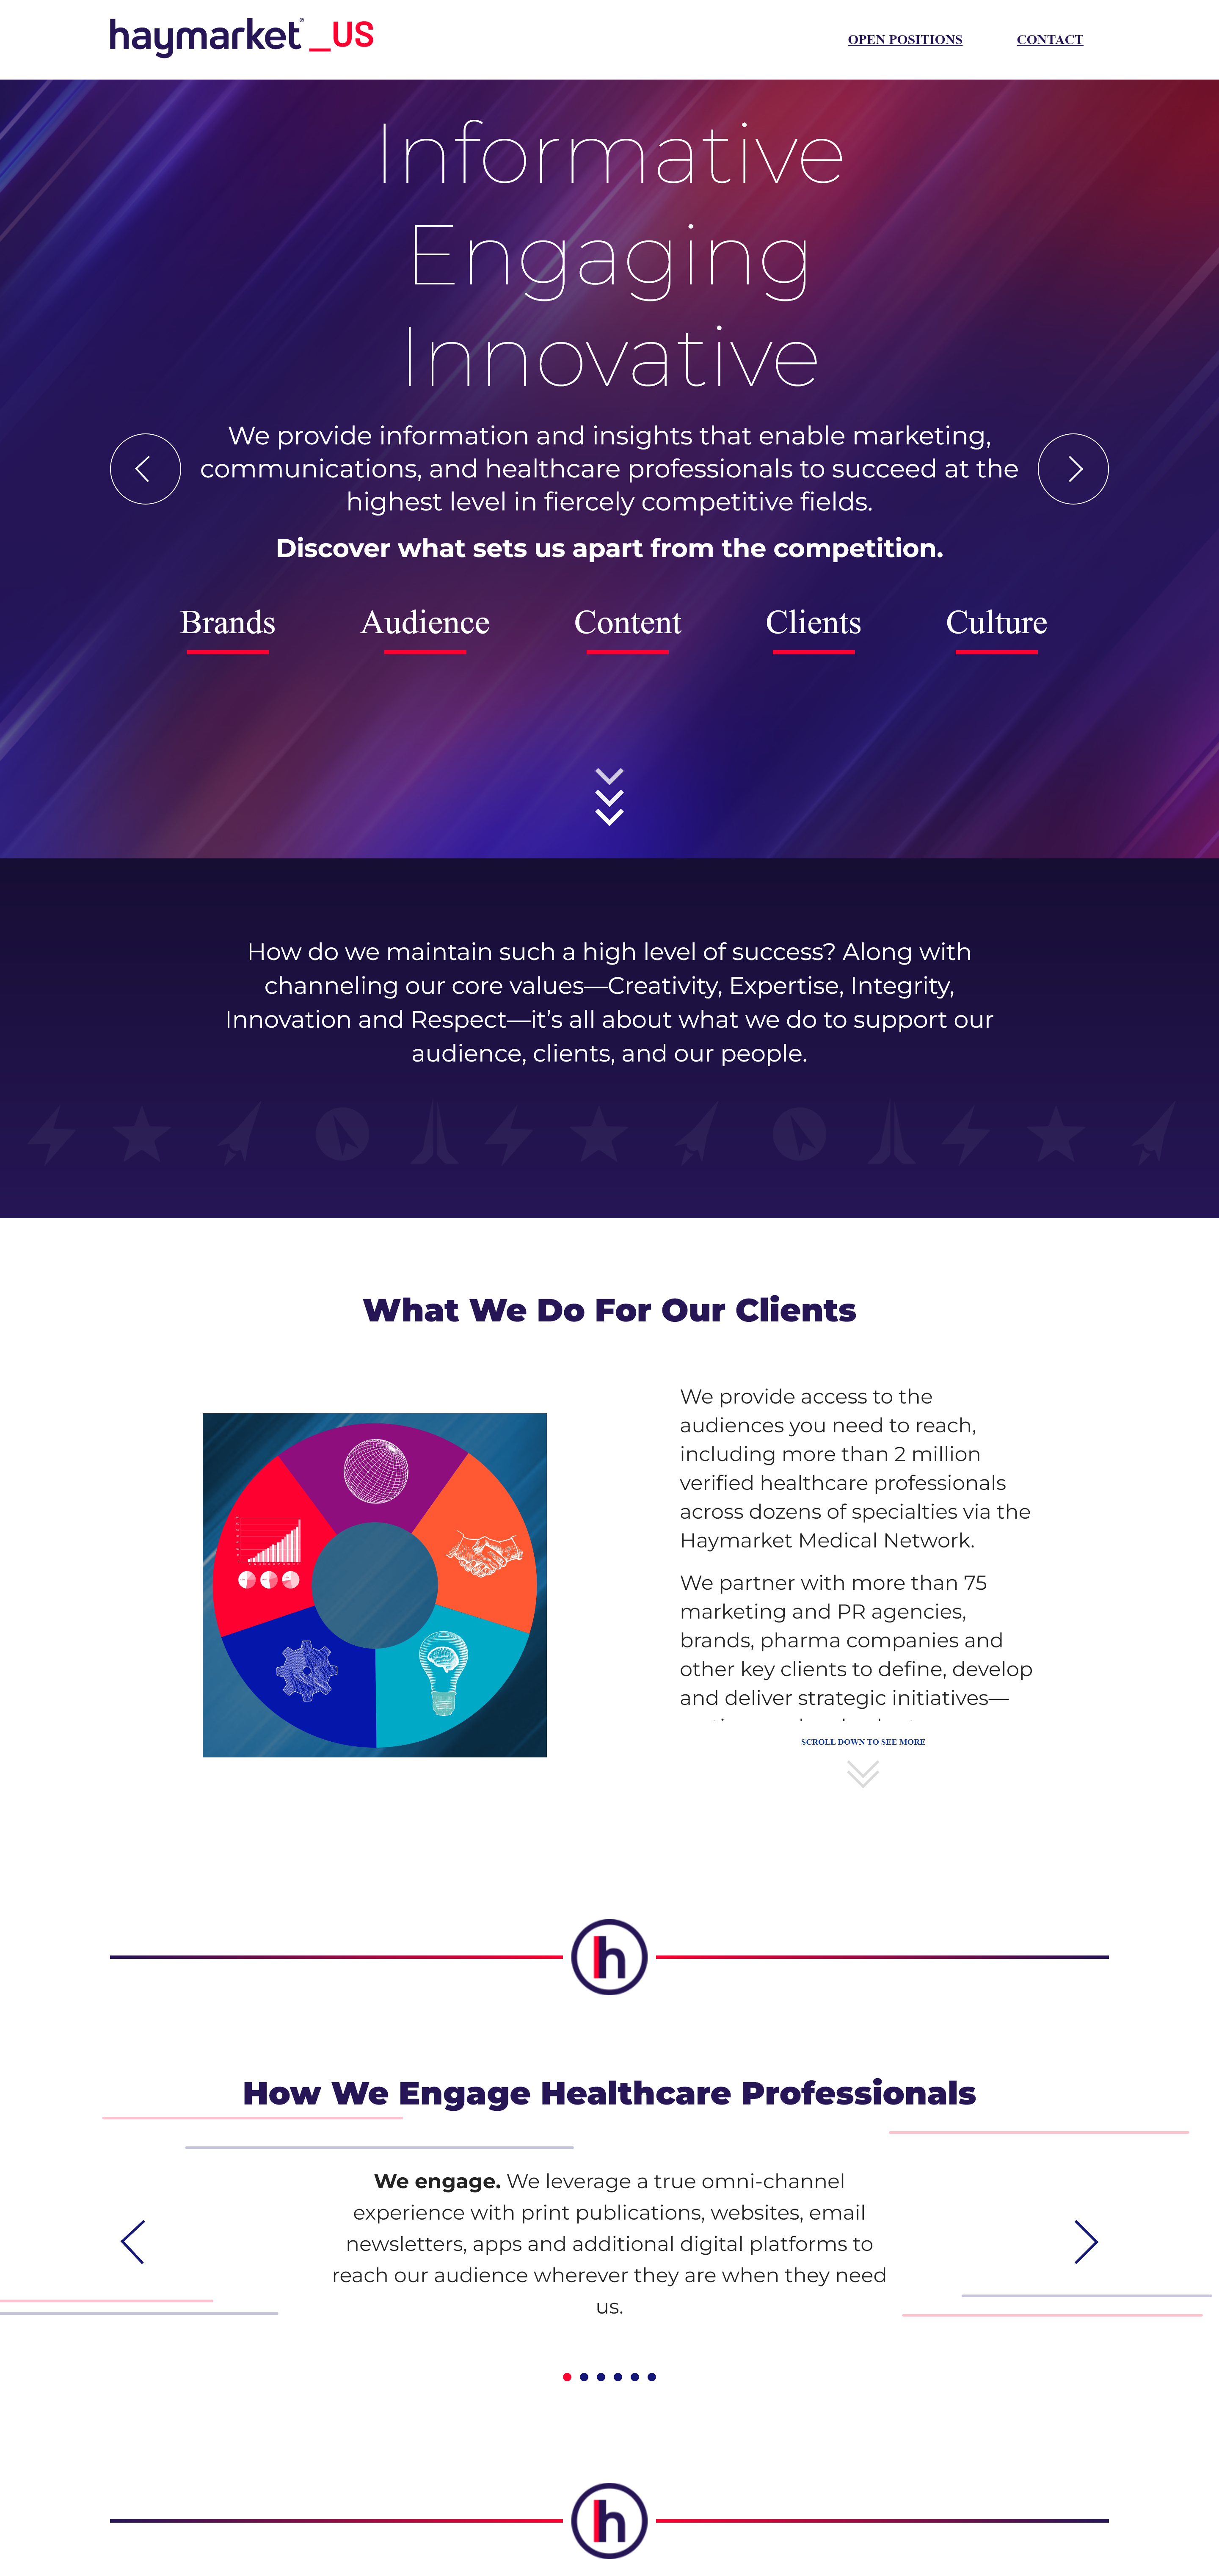 haymarket® _US
OPEN POSITIONS
CONTACT
Informative
Engaging
Innovative
We provide information and insights that enable marketing,
communications, and healthcare professionals to succeed at the
highest level in fiercely competitive fields.
Discover what sets us apart from the competition.
Brands
Audience
Content
Clients
Culture
How do we maintain such a high level of success? Along with
channeling our core values—Creativity, Expertise, Integrity,
Innovation and Respect—it’s all about what we do to support our
audience, clients, and our people.
What We Do For Our Clients
We provide access to the
audiences you need to reach,
including more than 2 million
verified healthcare professionals
across dozens of specialties via the
Haymarket Medical Network.
We partner with more than 75
marketing and PR agencies,
brands, pharma companies and
other key clients to define, develop
and deliver strategic initiatives—
SCROLL DOWN TO SEE MORE
h
How We Engage Healthcare Professionals
We engage. We leverage a true omni-channel
experience with print publications, websites, email
newsletters, apps and additional digital platforms to
reach our audience wherever they are when they need
us.
h